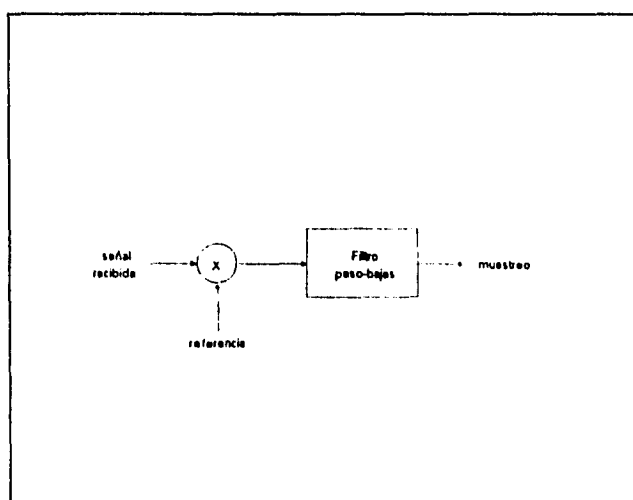 señal
recibida
X
Filtro
paso-bajas
muestreo
referencia